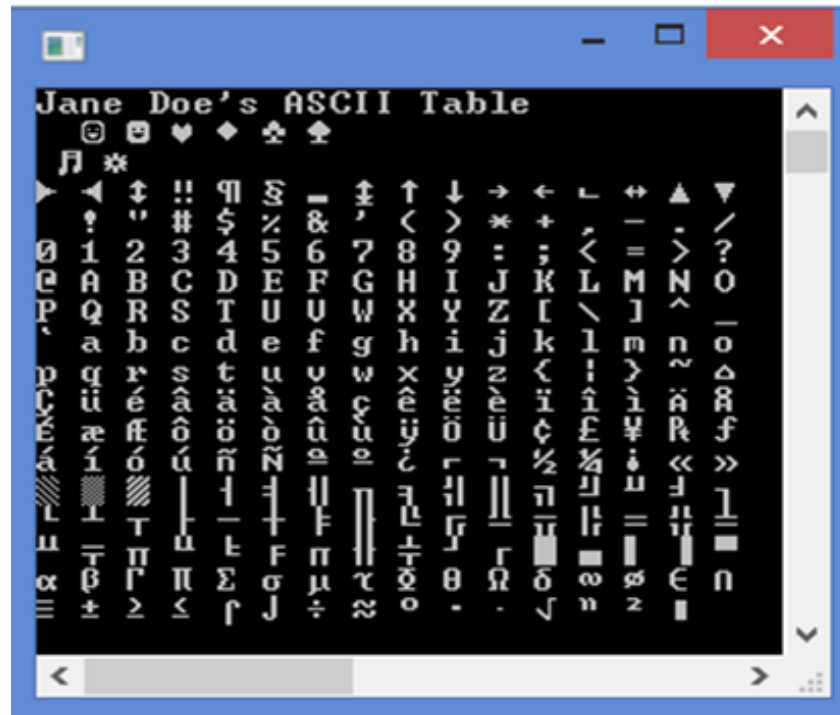 Jane Doe's ASCII Table
☺ ☻ ♥ ♦ ♣ ♠
♫ ☼
► ◄ ↕ ‼ ¶ § ▬ ↨ ↑ ↓ → ← ∟ ↔ ▲ ▼
! " # $ % & ' ( ) * + , - . /
0 1 2 3 4 5 6 7 8 9 : ; < = > ?
@ A B C D E F G H I J K L M N O
P Q R S T U V W X Y Z [ \ ] ^ _
` a b c d e f g h i j k l m n o
p q r s t u v w x y z { ¦ } ~ ⌂
Ç ü é â ä à å ç ê ë è ï î ì Ä Å
É æ Æ ô ö ò û ù ÿ Ö Ü ¢ £ ¥ ₧ ƒ
á í ó ú ñ Ñ ª º ¿ ⌐ ¬ ½ ¼ ¡ « »
░ ▒ ▓ │ ┤ ╡ ╢ ╖ ╕ ╣ ║ ╗ ╝ ╜ ╛ ┐
└ ┴ ┬ ├ ─ ┼ ╞ ╟ ╚ ╔ ╩ ╦ ╠ ═ ╬ ╧
╨ ╤ ╥ ╙ ╘ ╒ ╓ ╫ ╪ ┘ ┌ █ ▄ ▌ ▐ ▀
α ß Γ π Σ σ µ τ Φ Θ Ω δ ∞ φ ε ∩
≡ ± ≥ ≤ ⌠ ⌡ ÷ ≈ ° ∙ · √ ⁿ ² ■